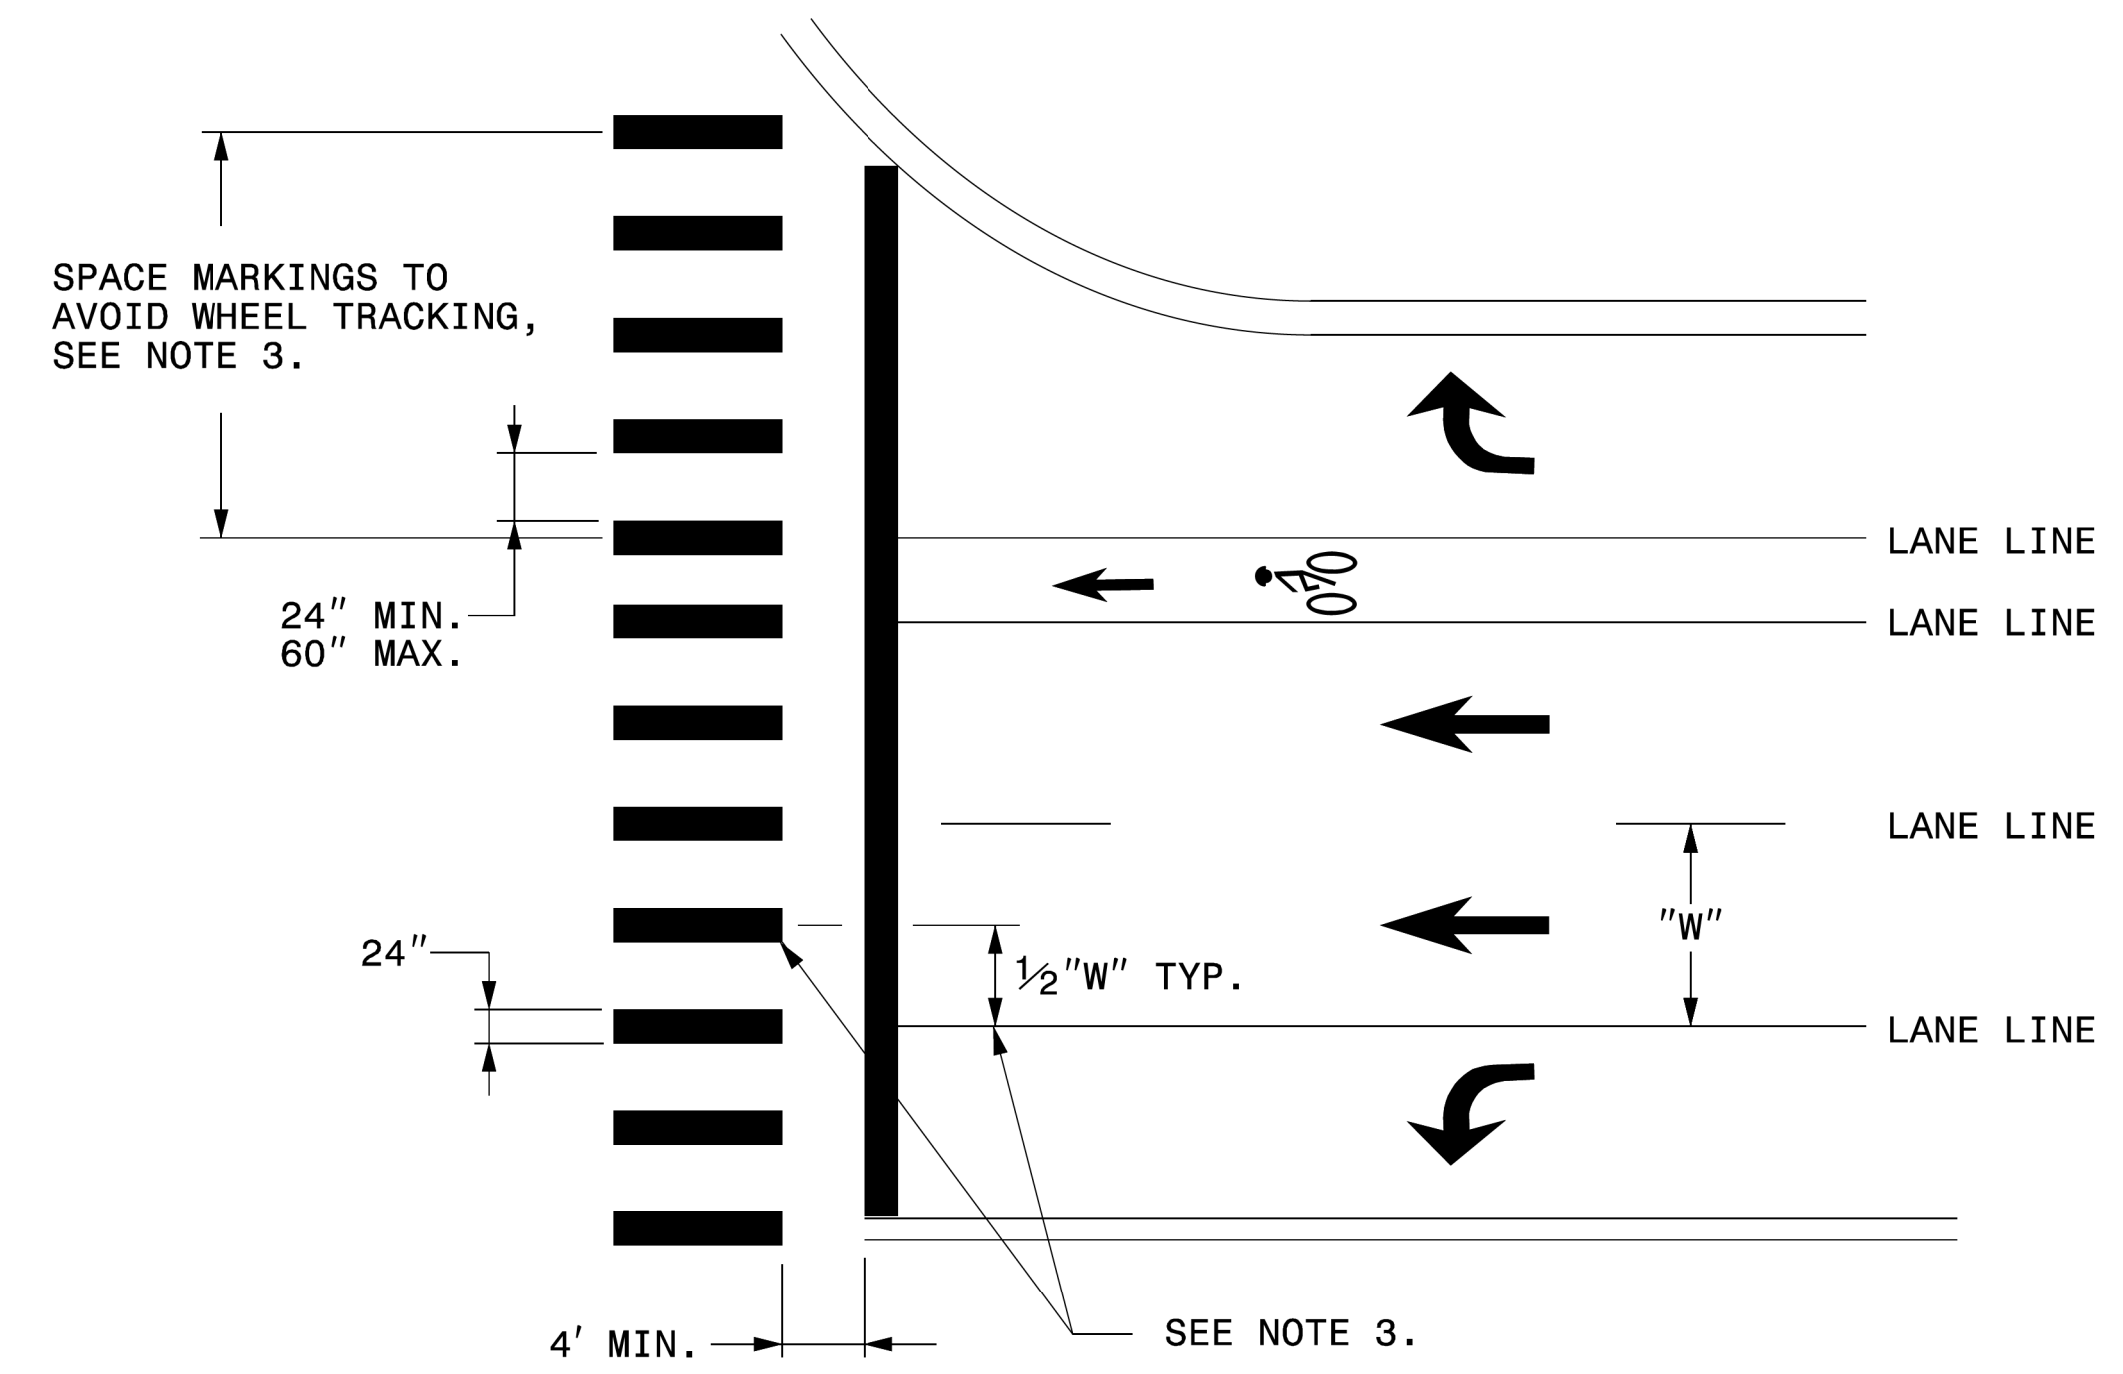 SPACE MARKINGS TO
AVOID WHEEL TRACKING,
SEE NOTE 3.
LANE LINE
24" MIN.
60" MAX.
LANE LINE
LANE LINE
"W"
24"
½"W" TYP.
LANE LINE
4' MIN.
SEE NOTE 3.